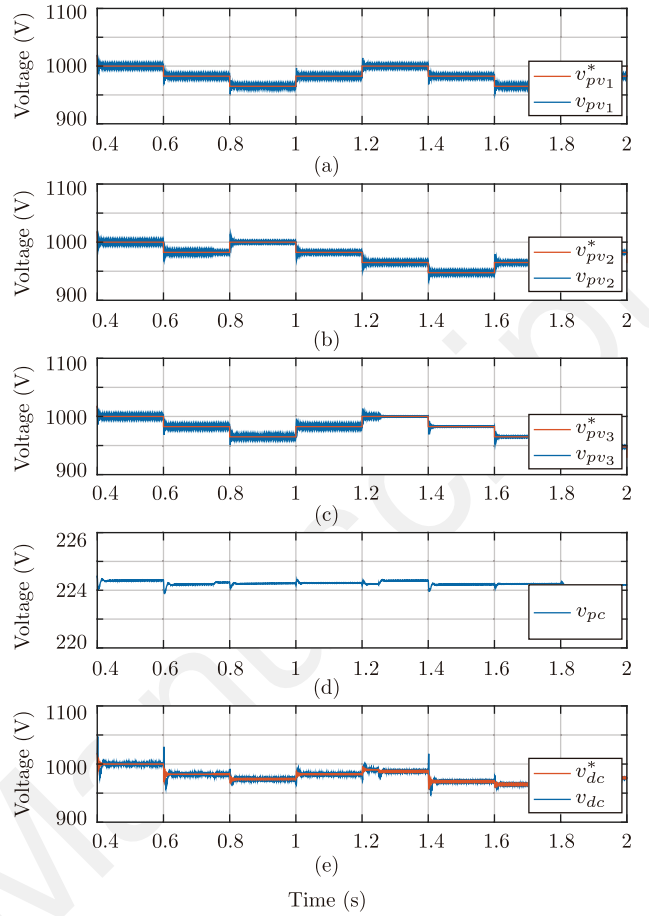 Voltage (V)
1100
1000
900
v*pv1
vpv1
0.4 0.6 0.8 1 1.2 1.4 1.6 1.8 2
(a)
Voltage (V)
1100
1000
900
v*pv2
vpv2
0.4 0.6 0.8 1 1.2 1.4 1.6 1.8 2
(b)
Voltage (V)
1100
1000
900
v*pv3
vpv3
0.4 0.6 0.8 1 1.2 1.4 1.6 1.8 2
(c)
Voltage (V)
226
224
220
vpc
0.4 0.6 0.8 1 1.2 1.4 1.6 1.8 2
(d)
Voltage (V)
1100
1000
900
v*dc
vdc
0.4 0.6 0.8 1 1.2 1.4 1.6 1.8 2
(e)
Time (s)